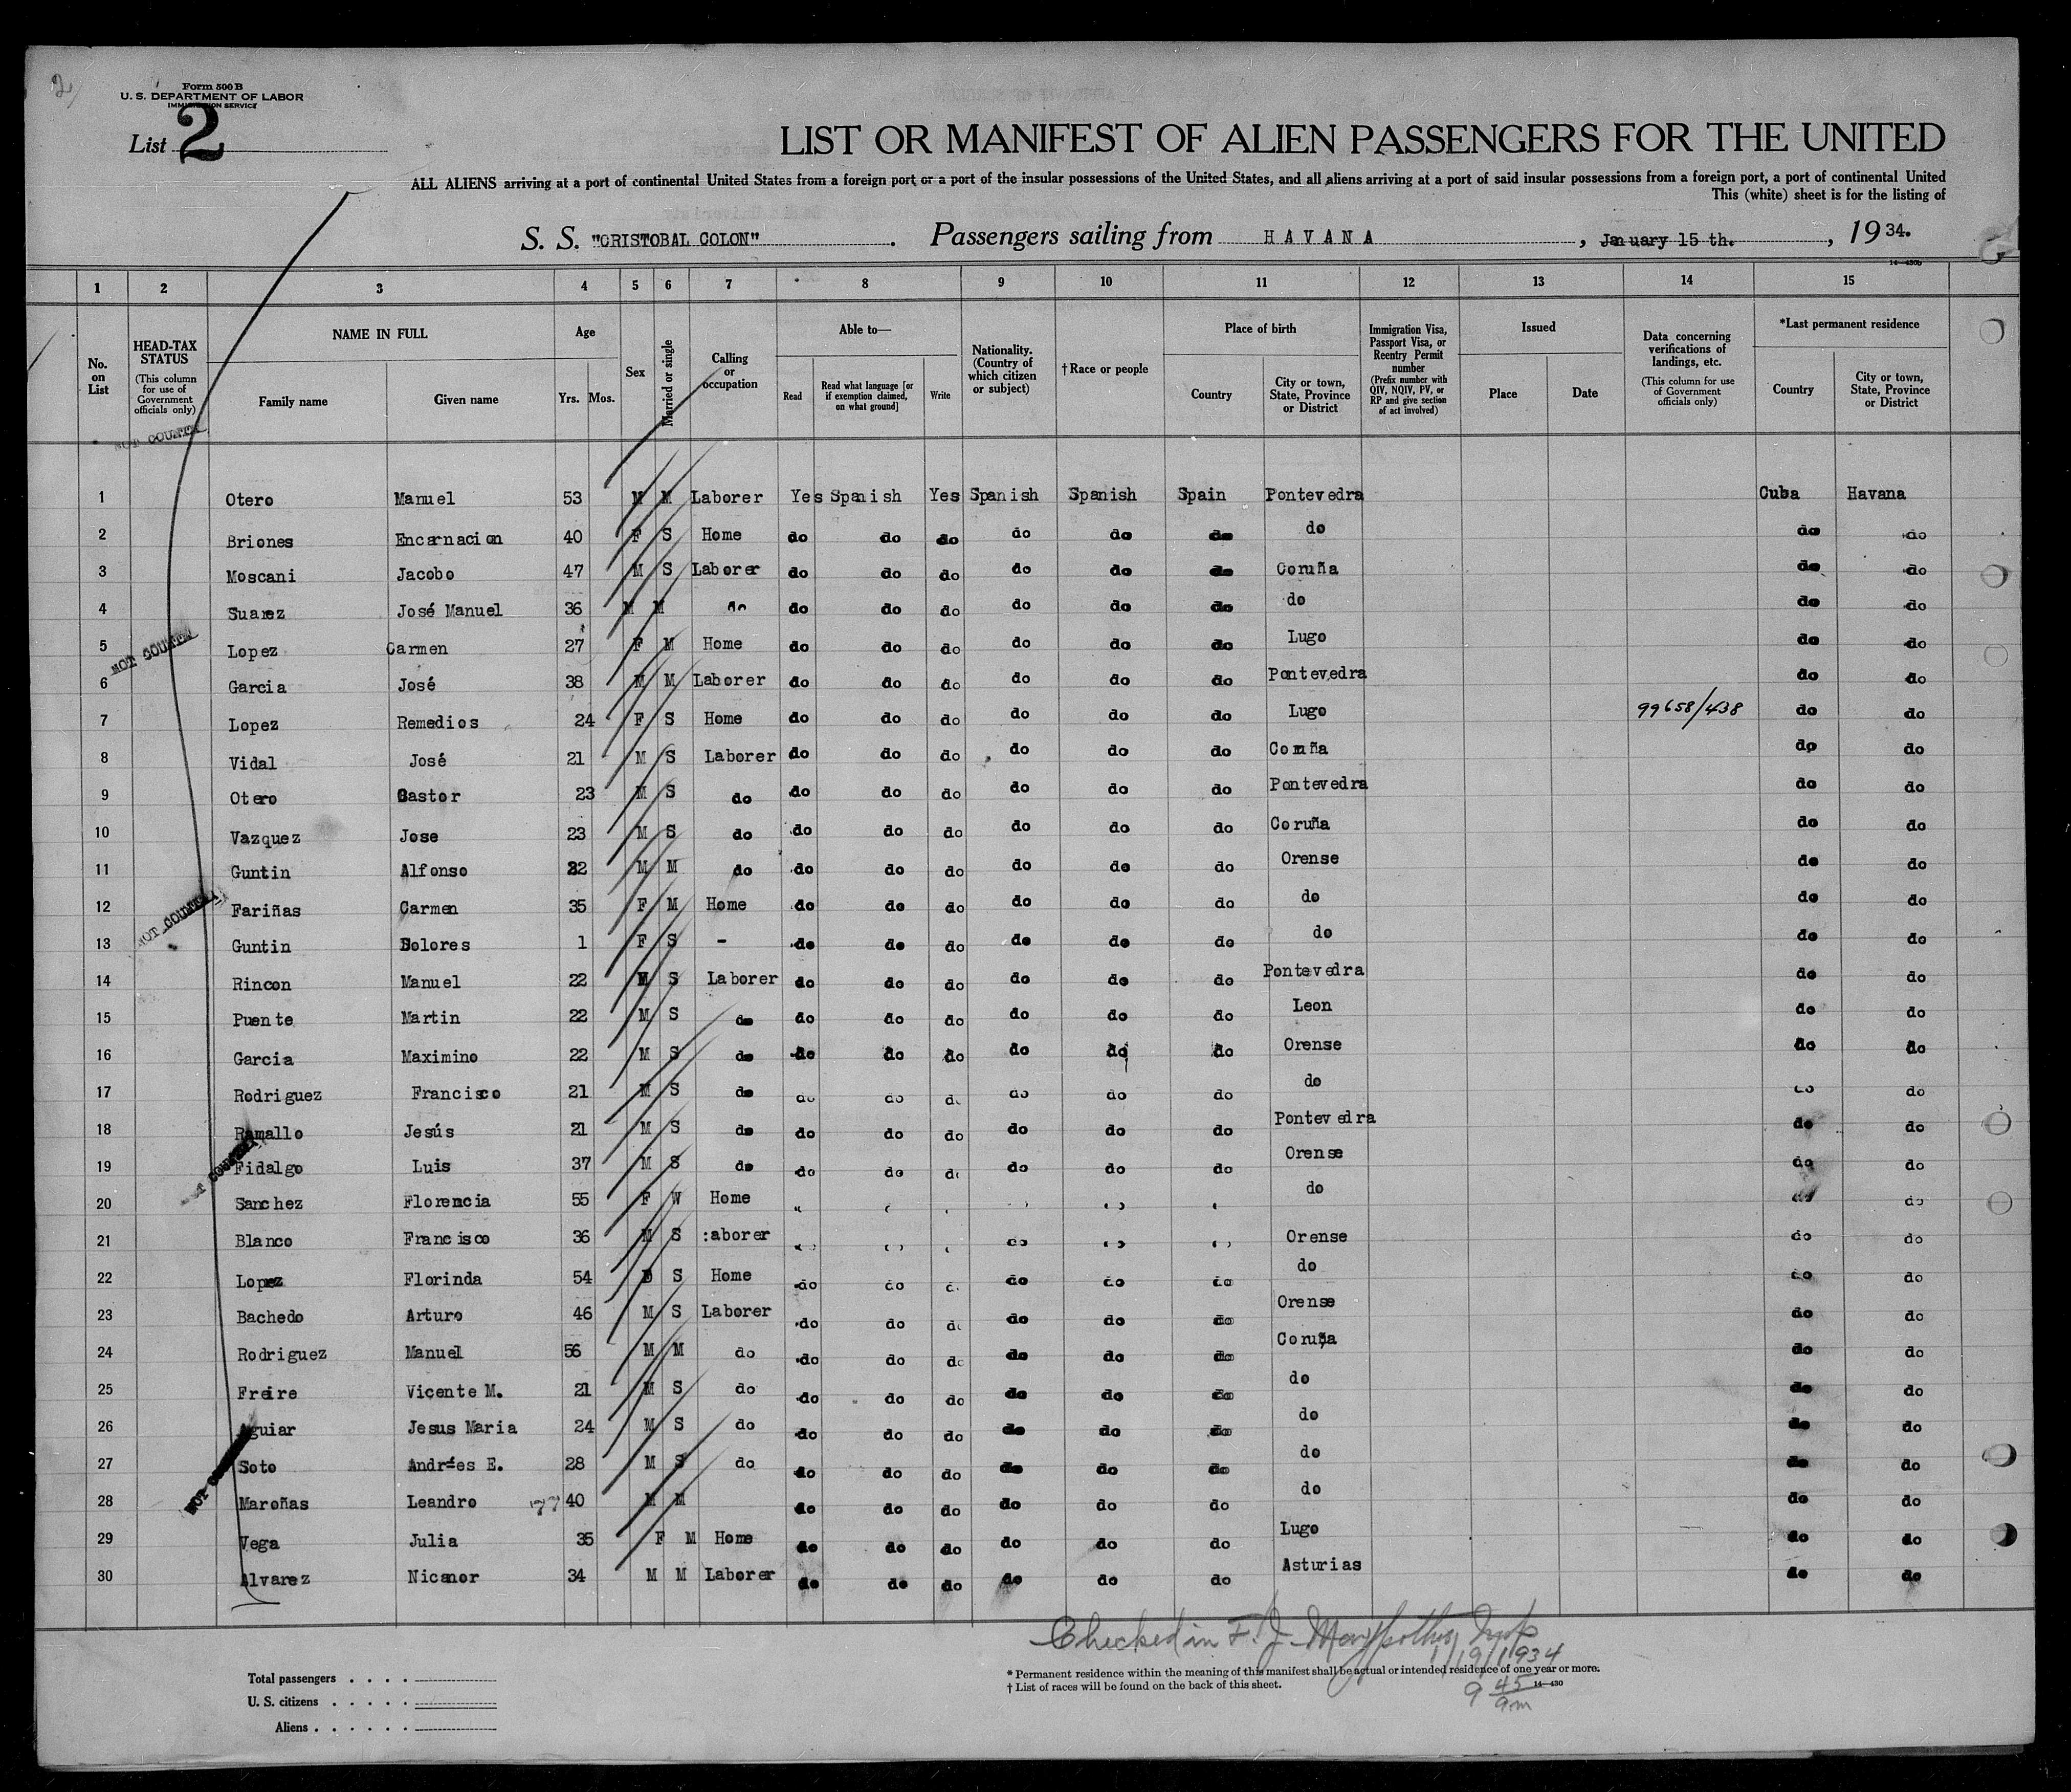 2
Form 500 B
U. S. DEPARTMENT OF LABOR
IMMIGRATION SERVICE
List 2
LIST OR MANIFEST OF ALIEN PASSENGERS FOR THE UNITED
ALL ALIENS arriving at a port of continental United States from a foreign port or a port of the insular possessions of the United States, and all aliens arriving at a port of said insular possessions from a foreign port, a port of continental United
This (white) sheet is for the listing of
S. S. "CRISTOBAL COLON" . Passengers sailing from HAVANA , January 15 th. , 19 34.
14—430b
1 2 3 4 5 6 7 8 9 10 11 12 13 14 15
No. on List
HEAD-TAX STATUS (This column for use of Government officials only)
NAME IN FULL Family name Given name
Age Yrs. Mos.
Sex
Married or single
Calling or occupation
Able to— Read Read what language [or if exemption claimed, on what ground] Write
Nationality. (Country of which citizen or subject)
†Race or people
Place of birth Country City or town, State, Province or District
Immigration Visa, Passport Visa, or Reentry Permit number (Prefix number with QIV, NQIV, PV, or RP and give section of act involved)
Issued Place Date
Data concerning verifications of landings, etc. (This column for use of Government officials only)
*Last permanent residence Country City or town, State, Province or District
1 Otero Manuel 53 M M Laborer Yes Spanish Yes Spanish Spanish Spain Pontevedra Cuba Havana
2 Briones Encarnacion 40 F S Home do do do do do do do do do
3 Moscani Jacobo 47 M S Laborer do do do do do do Coruña do do
4 Suarez José Manuel 36 M M do do do do do do do do do do
NOT COUNTED
5 Lopez Carmen 27 F M Home do do do do do do Lugo do do
6 Garcia José 38 M M Laborer do do do do do do Pontevedra do do
7 Lopez Remedios 24 F S Home do do do do do do Lugo 99658/438 do do
8 Vidal José 21 M S Laborer do do do do do do Coruña do do
9 Otero Castor 23 M S do do do do do do do Pontevedra do do
10 Vazquez Jose 23 M S do do do do do do do Coruña do do
11 Guntin Alfonso 32 M M do do do do do do do Orense do do
12 Fariñas Carmen 35 F M Home do do do do do do do do do
13 Guntin Dolores 1 F S - do do do do do do do do do
14 Rincon Manuel 22 M S Laborer do do do do do do Pontevedra do do
15 Puente Martin 22 M S do do do do do do do Leon do do
16 Garcia Maximino 22 M S do do do do do do do Orense do do
17 Rodriguez Francisco 21 M S do do do do do do do do do do
18 Ramallo Jesús 21 M S do do do do do do do Pontevedra do do
19 Fidalgo Luis 37 M S do do do do do do do Orense do do
20 Sanchez Florencia 55 F W Home do do do
21 Blanco Francisco 36 M S :aborer do Orense do do
22 Lopez Florinda 54 S Home do do do do do do do do do
23 Bachedo Arturo 46 M S Laborer do do do do do do Orense do do
24 Rodriguez Manuel 56 M M do do do do do do do Coruña do do
25 Freire Vicente M. 21 M S do do do do do do do do do do
26 Aguiar Jesus Maria 24 M S do do do do do do do do do do
27 Soto Andrées E. 28 M S do do do do do do do do do do
28 Maroñas Leandro 40 M M do do do do do do do do do
29 Vega Julia 35 F M Home do do do do do do Lugo do do
30 Alvarez Nicanor 34 M M Laborer do do do do do do Asturias do do
Checked in F. J.
1/19/1934
9 45 am
Total passengers
U. S. citizens
Aliens
* Permanent residence within the meaning of this manifest shall be actual or intended residence of one year or more.
† List of races will be found on the back of this sheet.
14—430